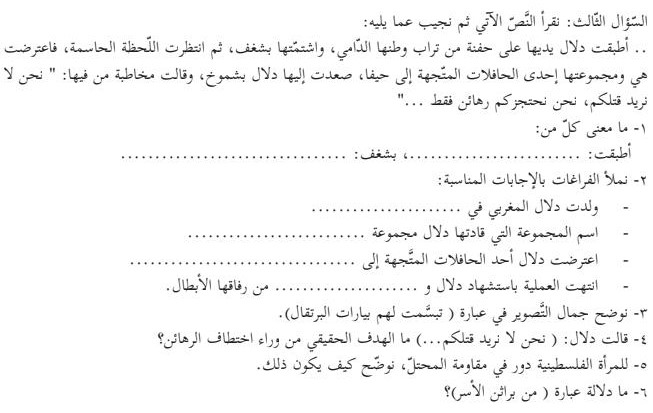 السّؤال الثّالث: نقرأ النَّصّ الآتي ثم نجيب عما يليه:
.. أطبقت دلال يديها على حفنة من تراب وطنها الدّامي، واشتمّتها بشغف، ثم انتظرت اللّحظة الحاسمة، فاعترضت
هي ومجموعتها إحدى الحافلات المتّجهة إلى حيفا، صعدت إليها دلال بشموخ، وقالت مخاطبة من فيها: " نحن لا
نريد قتلكم، نحن نحتجزكم رهائن فقط ..."
١- ما معنى كلّ من:
أطبقت: .........................، بشغف: .................................
٢- نملأ الفراغات بالإجابات المناسبة:
- ولدت دلال المغربي في ......................
- اسم المجموعة التي قادتها دلال مجموعة ..........................
- اعترضت دلال أحد الحافلات المتَّجهة إلى .................................
- انتهت العملية باستشهاد دلال و ..................... من رفاقها الأبطال.
٣- نوضح جمال التَّصوير في عبارة ( تبسَّمت لهم بيارات البرتقال).
٤- قالت دلال: ( نحن لا نريد قتلكم...) ما الهدف الحقيقي من وراء اختطاف الرهائن؟
٥- للمرأة الفلسطينية دور في مقاومة المحتلّ، نوضّح كيف يكون ذلك.
٦- ما دلالة عبارة ( من براثن الأسر)؟